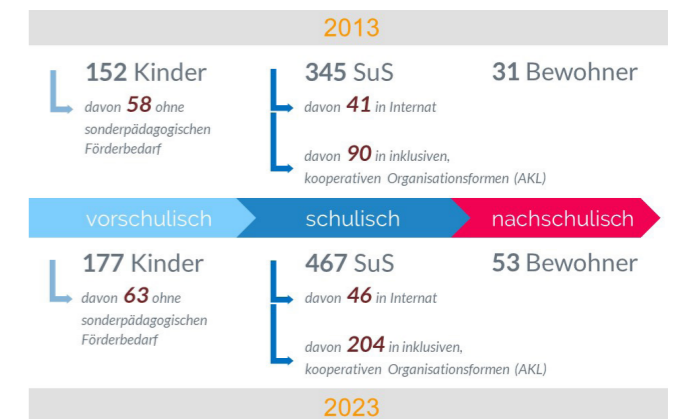 2013
152 Kinder
davon 58 ohne
sonderpädagogischen
Förderbedarf
345 SuS
davon 41 in Internat
davon 90 in inklusiven,
kooperativen Organisationsformen (AKL)
31 Bewohner
vorschulisch
schulisch
nachschulisch
177 Kinder
davon 63 ohne
sonderpädagogischen
Förderbedarf
467 SuS
davon 46 in Internat
davon 204 in inklusiven,
kooperativen Organisationsformen (AKL)
53 Bewohner
2023